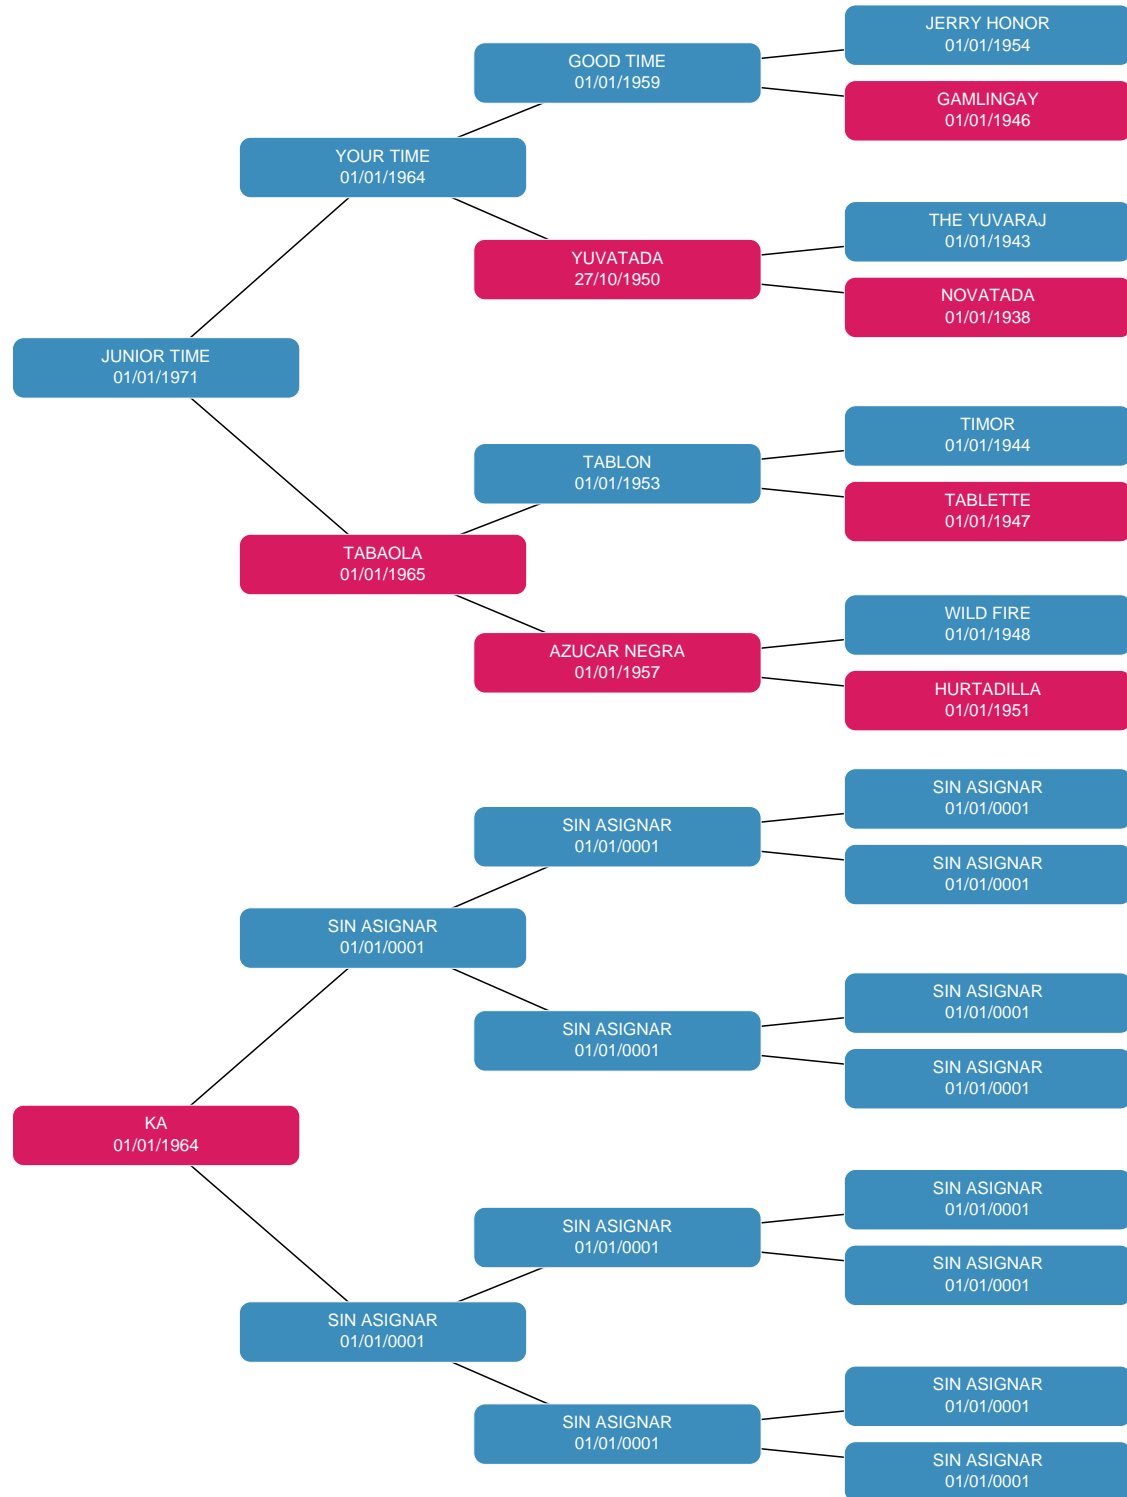 JERRY HONOR
01/01/1954
GOOD TIME
01/01/1959
GAMLINGAY
01/01/1946
YOUR TIME
01/01/1964
THE YUVARAJ
01/01/1943
YUVATADA
27/10/1950
NOVATADA
01/01/1938
JUNIOR TIME
01/01/1971
TIMOR
01/01/1944
TABLON
01/01/1953
TABLETTE
01/01/1947
TABAOLA
01/01/1965
WILD FIRE
01/01/1948
AZUCAR NEGRA
01/01/1957
HURTADILLA
01/01/1951
SIN ASIGNAR
01/01/0001
SIN ASIGNAR
01/01/0001
SIN ASIGNAR
01/01/0001
SIN ASIGNAR
01/01/0001
SIN ASIGNAR
01/01/0001
SIN ASIGNAR
01/01/0001
SIN ASIGNAR
01/01/0001
KA
01/01/1964
SIN ASIGNAR
01/01/0001
SIN ASIGNAR
01/01/0001
SIN ASIGNAR
01/01/0001
SIN ASIGNAR
01/01/0001
SIN ASIGNAR
01/01/0001
SIN ASIGNAR
01/01/0001
SIN ASIGNAR
01/01/0001